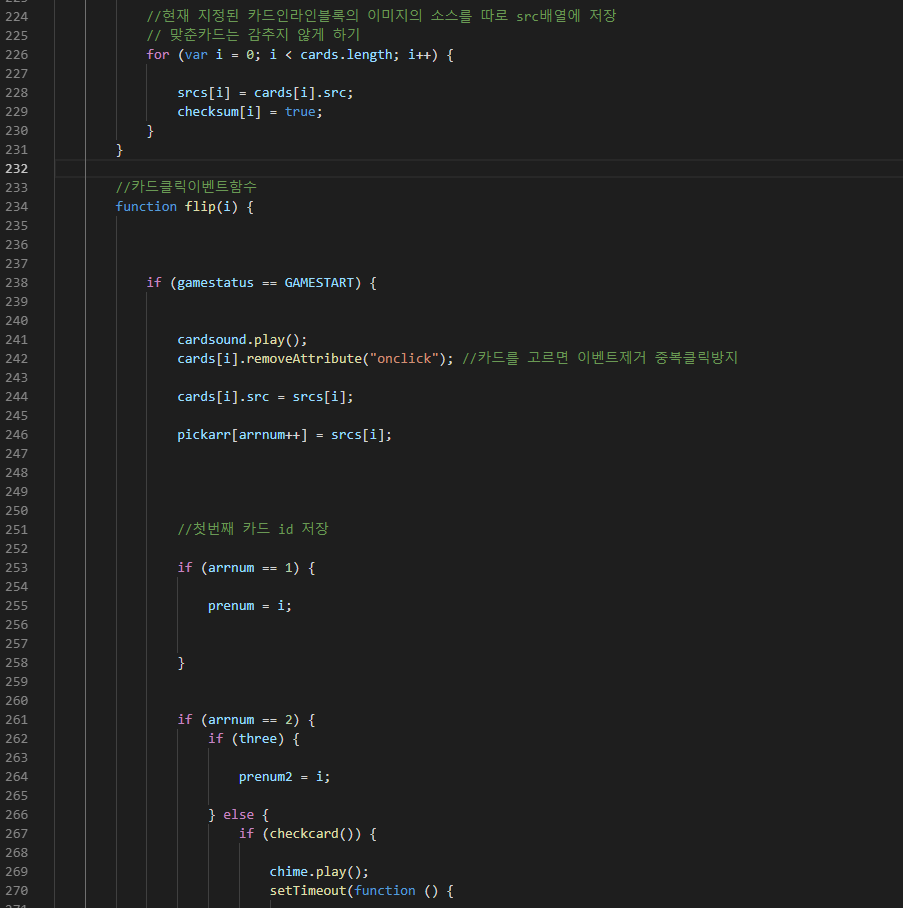 224 //현재 지정된 카드인라인블록의 이미지의 소스를 따로 src배열에 저장
225 // 맞춘카드는 감추지 않게 하기
226 for (var i = 0; i < cards.length; i++) {
227
228 srcs[i] = cards[i].src;
229 checksum[i] = true;
230 }
231 }
232
233 //카드클릭이벤트함수
234 function flip(i) {
235
236
237
238 if (gamestatus == GAMESTART) {
239
240
241 cardsound.play();
242 cards[i].removeAttribute("onclick"); //카드를 고르면 이벤트제거 중복클릭방지
243
244 cards[i].src = srcs[i];
245
246 pickarr[arrnum++] = srcs[i];
247
248
249
250
251 //첫번째 카드 id 저장
252
253 if (arrnum == 1) {
254
255 prenum = i;
256
257
258 }
259
260
261 if (arrnum == 2) {
262 if (three) {
263
264 prenum2 = i;
265
266 } else {
267 if (checkcard()) {
268
269 chime.play();
270 setTimeout(function () {